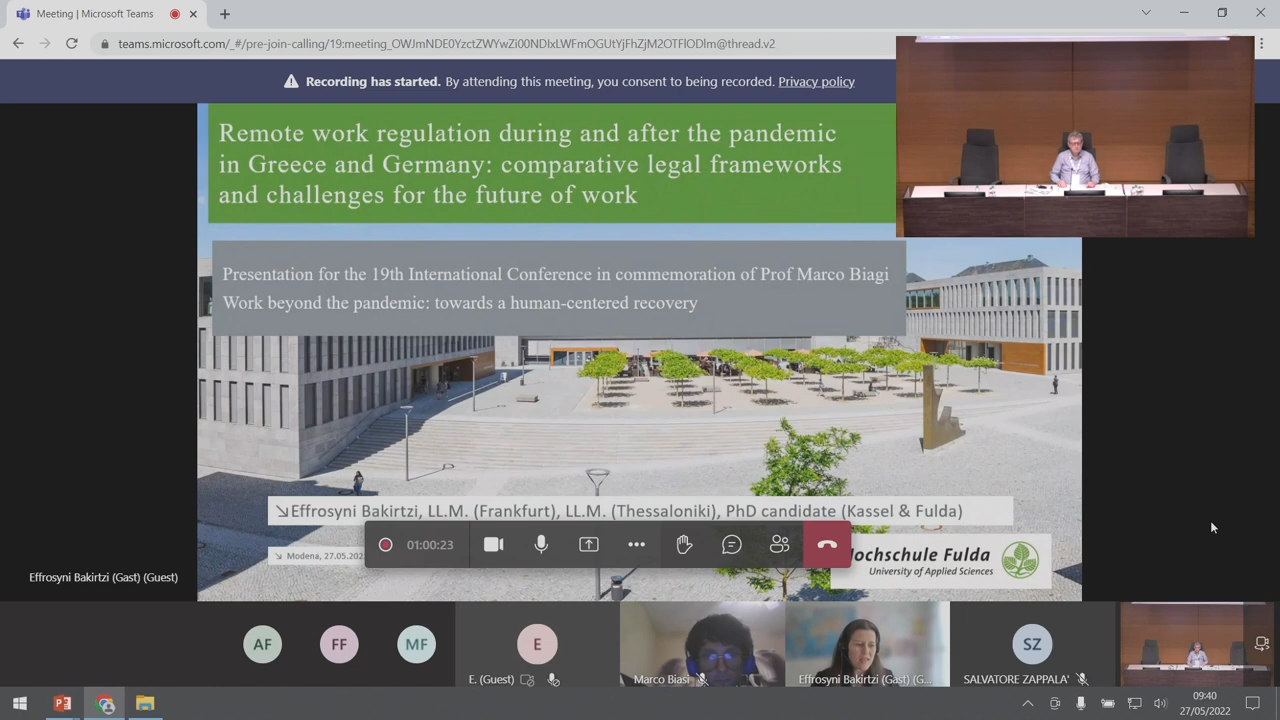 Meeting | Microsoft Teams
teams.microsoft.com/_#/pre-join-calling/19:meeting_OWJmNDE0YzctZWYwZi00NDIxLWFmOGUtYjFhZjM2OTFlODlm@thread.v2
Recording has started. By attending this meeting, you consent to being recorded. Privacy policy
Remote work regulation during and after the pandemic
in Greece and Germany: comparative legal frameworks
and challenges for the future of work
Presentation for the 19th International Conference in commemoration of Prof Marco Biagi
Work beyond the pandemic: towards a human-centered recovery
Effrosyni Bakirtzi, LL.M. (Frankfurt), LL.M. (Thessaloniki), PhD candidate (Kassel & Fulda)
01:00:23
Modena, 27.05.202
Hochschule Fulda
University of Applied Sciences
Effrosyni Bakirtzi (Gast) (Guest)
AF
FF
MF
E
SZ
E. (Guest)
Marco Biasi
Effrosyni Bakirtzi (Gast) (G...
SALVATORE ZAPPALA'
09:40
27/05/2022